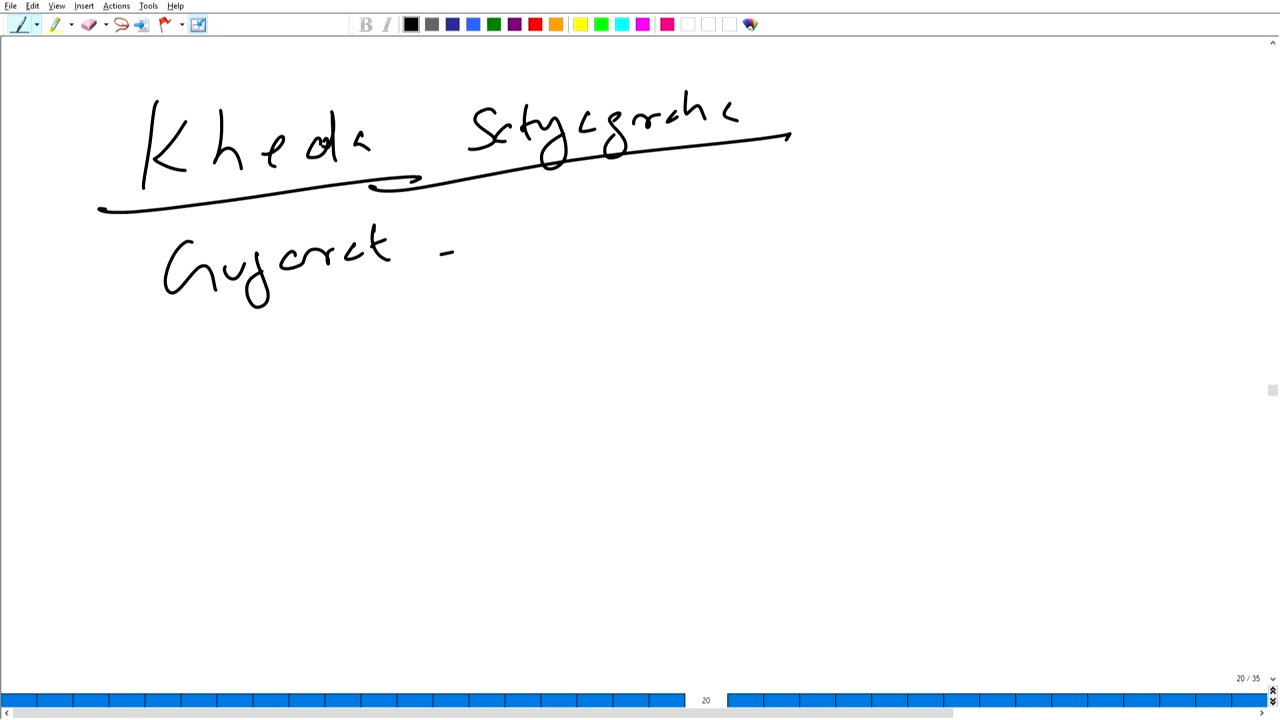 File Edit View Insert Actions Tools Help
B I
Kheda Satyagraha
Gujarat -
20 / 35
20